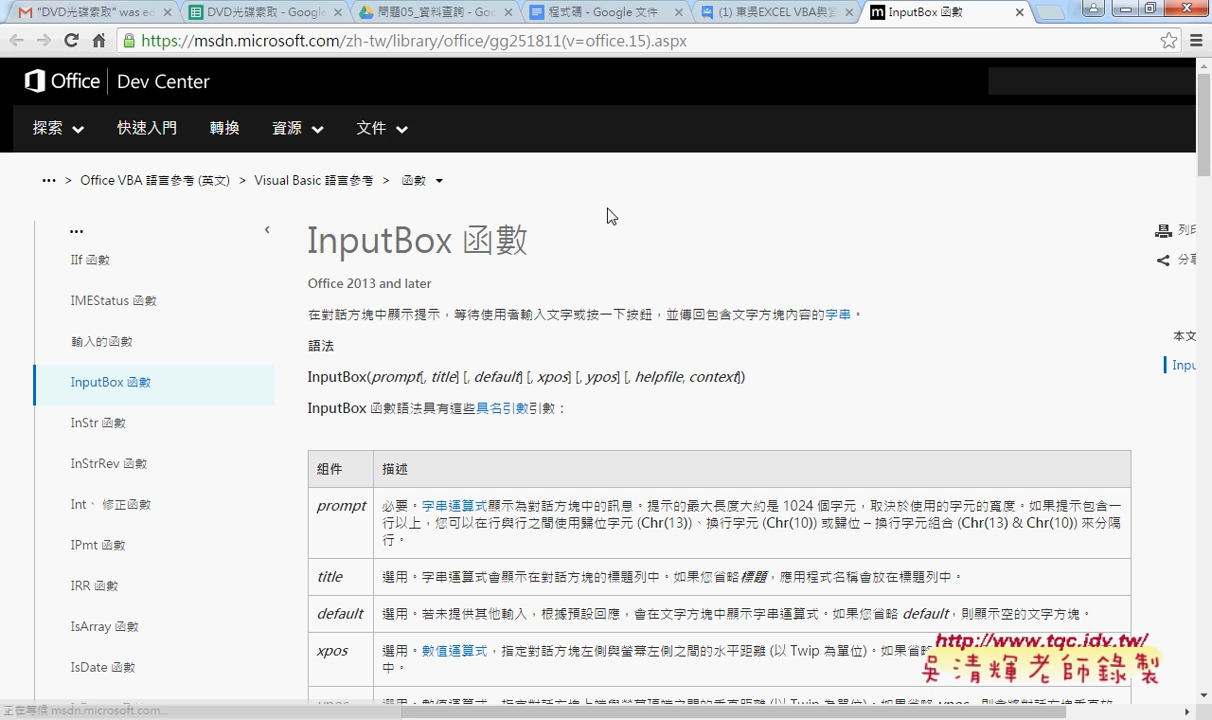 "DVD光碟索取" was ec
DVD光碟索取 - Google
問題05_資料查詢 - Goo
程式碼 - Google 文件
(1) 東吳EXCEL VBA與
InputBox 函數
https://msdn.microsoft.com/zh-tw/library/office/gg251811(v=office.15).aspx
Office Dev Center
探索 快速入門 轉換 資源 文件
••• > Office VBA 語言參考 (英文) > Visual Basic 語言參考 > 函數
•••
IIf 函數
IMEStatus 函數
輸入的函數
InputBox 函數
InStr 函數
InStrRev 函數
Int、 修正函數
IPmt 函數
IRR 函數
IsArray 函數
IsDate 函數
InputBox 函數
Office 2013 and later
在對話方塊中顯示提示，等待使用者輸入文字或按一下按鈕，並傳回包含文字方塊內容的字串。
語法
InputBox(prompt[, title] [, default] [, xpos] [, ypos] [, helpfile, context])
InputBox 函數語法具有這些具名引數引數：
組件 描述
prompt 必要。字串運算式顯示為對話方塊中的訊息。提示的最大長度大約是 1024 個字元，取決於使用的字元的寬度。如果提示包含一
行以上，您可以在行與行之間使用歸位字元 (Chr(13))、換行字元 (Chr(10)) 或歸位 – 換行字元組合 (Chr(13) & Chr(10)) 來分隔
行。
title 選用。字串運算式會顯示在對話方塊的標題列中。如果您省略標題，應用程式名稱會放在標題列中。
default 選用。若未提供其他輸入，根據預設回應，會在文字方塊中顯示字串運算式。如果您省略 default，則顯示空的文字方塊。
xpos 選用。數值運算式，指定對話方塊左側與螢幕左側之間的水平距離 (以 Twip 為單位)。如果省略
中。
列印
分享
本文
Inpu
http://www.tqc.idv.tw/
吳清輝老師錄製
正在等候 msdn.microsoft.com...